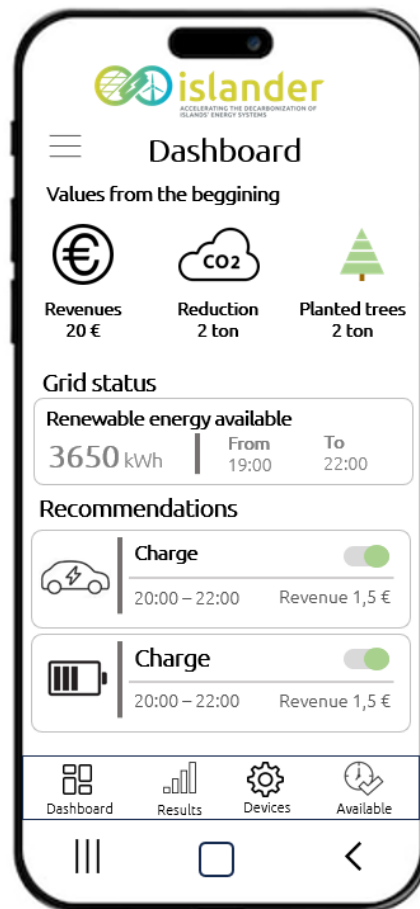 islander
ACCELERATING THE DECARBONIZATION OF
ISLANDS' ENERGY SYSTEMS
Dashboard
Values from the beggining
CO2
Revenues Reduction Planted trees
20 € 2 ton 2 ton
Grid status
Renewable energy available
3650 kWh From To
19:00 22:00
Recommendations
Charge
20:00 – 22:00 Revenue 1,5 €
Charge
20:00 – 22:00 Revenue 1,5 €
Dashboard Results Devices Available